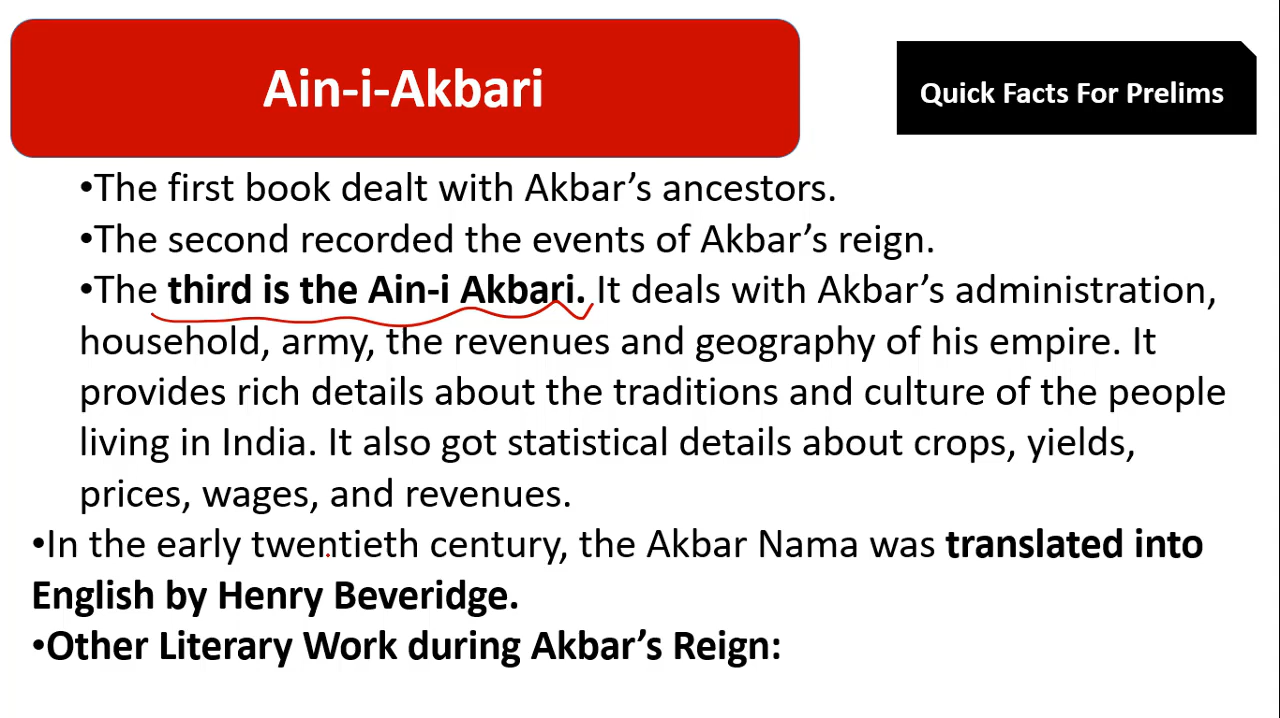 Ain-i-Akbari
Quick Facts For Prelims
•The first book dealt with Akbar’s ancestors.
•The second recorded the events of Akbar’s reign.
•The third is the Ain-i Akbari. It deals with Akbar’s administration,
household, army, the revenues and geography of his empire. It
provides rich details about the traditions and culture of the people
living in India. It also got statistical details about crops, yields,
prices, wages, and revenues.
•In the early twentieth century, the Akbar Nama was translated into
English by Henry Beveridge.
•Other Literary Work during Akbar’s Reign: